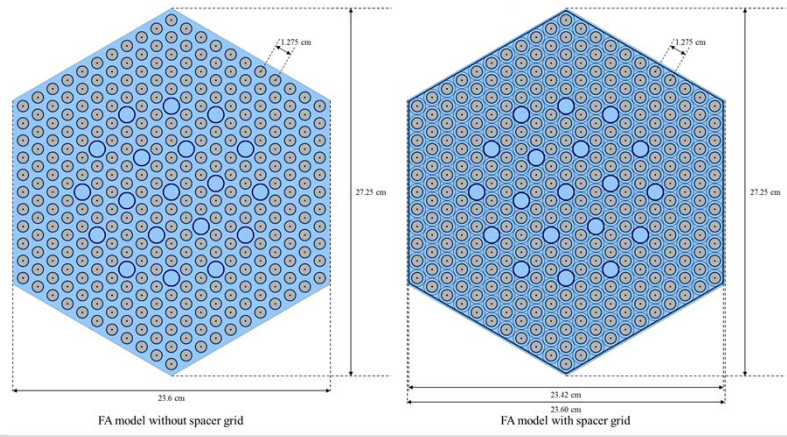 1.275 cm
1.275 cm
27.25 cm
27.25 cm
23.6 cm
23.42 cm
23.60 cm
FA model without spacer grid
FA model with spacer grid